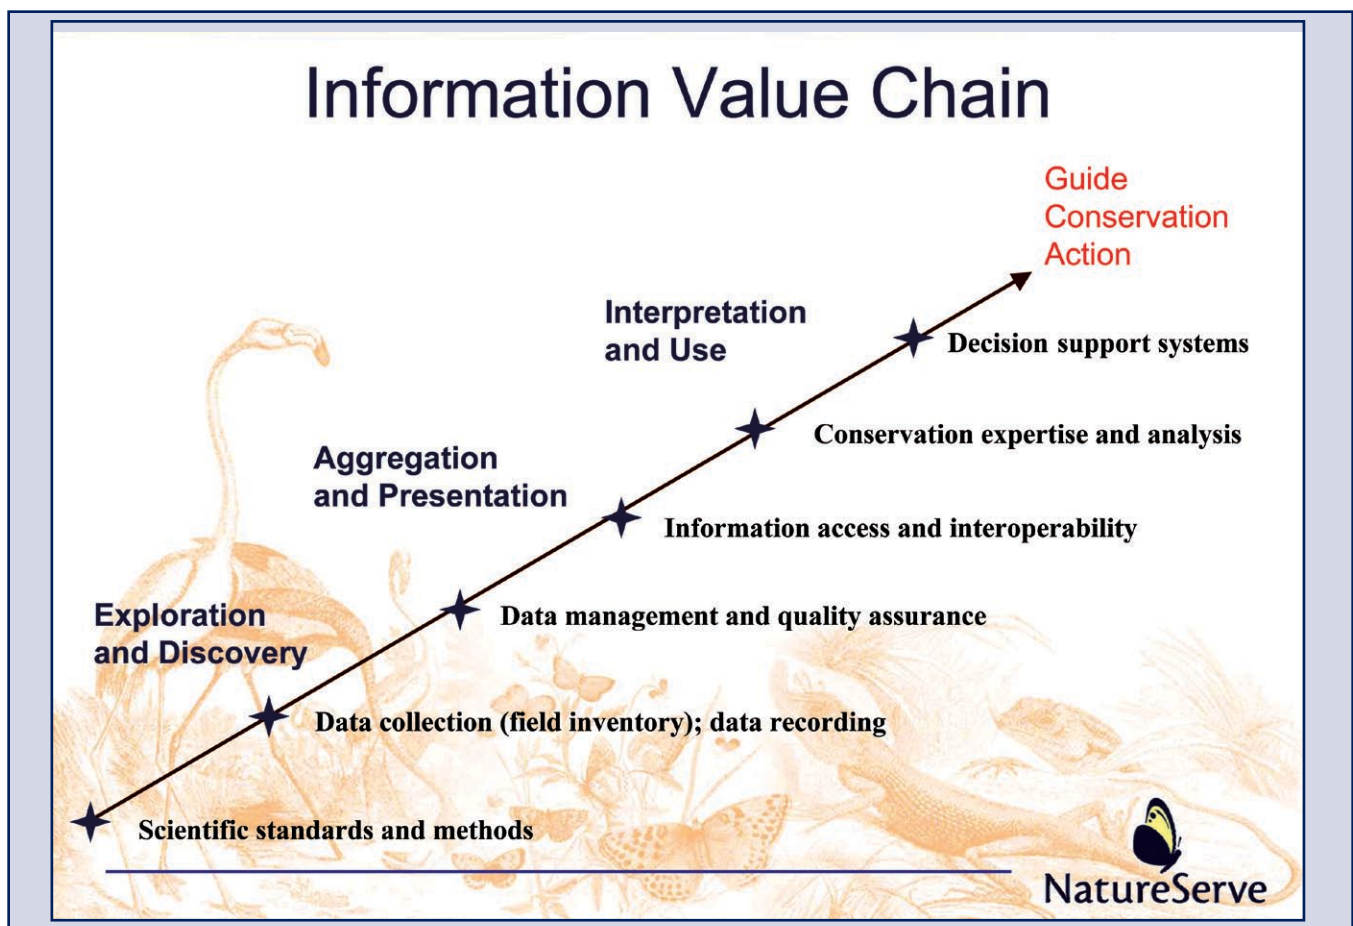 Information Value Chain
Guide
Conservation
Action
Interpretation
and Use
Decision support systems
Conservation expertise and analysis
Aggregation
and Presentation
Information access and interoperability
Data management and quality assurance
Exploration
and Discovery
Data collection (field inventory); data recording
Scientific standards and methods
NatureServe